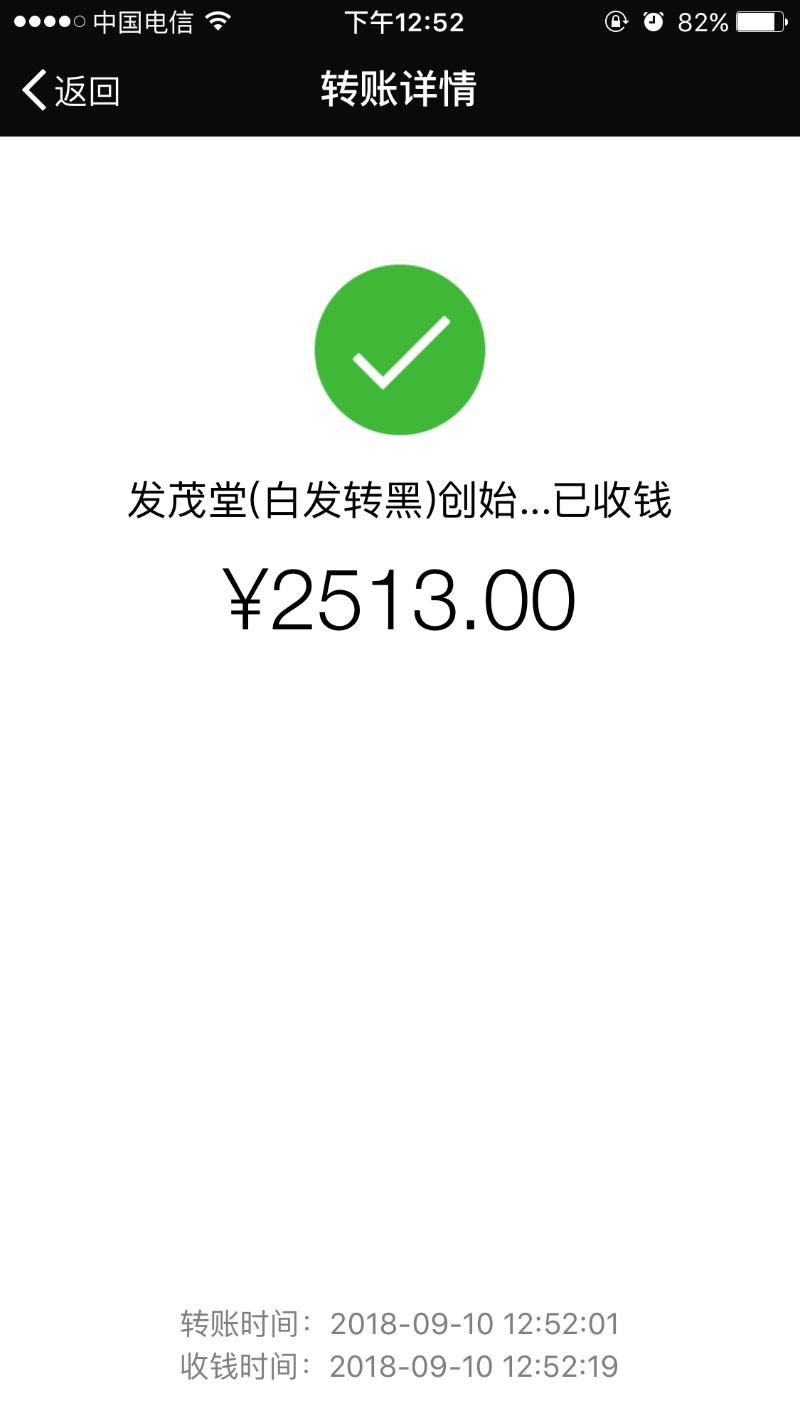 中国电信 下午12:52 82%
返回 转账详情
发茂堂(白发转黑)创始...已收钱
¥2513.00
转账时间：2018-09-10 12:52:01
收钱时间：2018-09-10 12:52:19